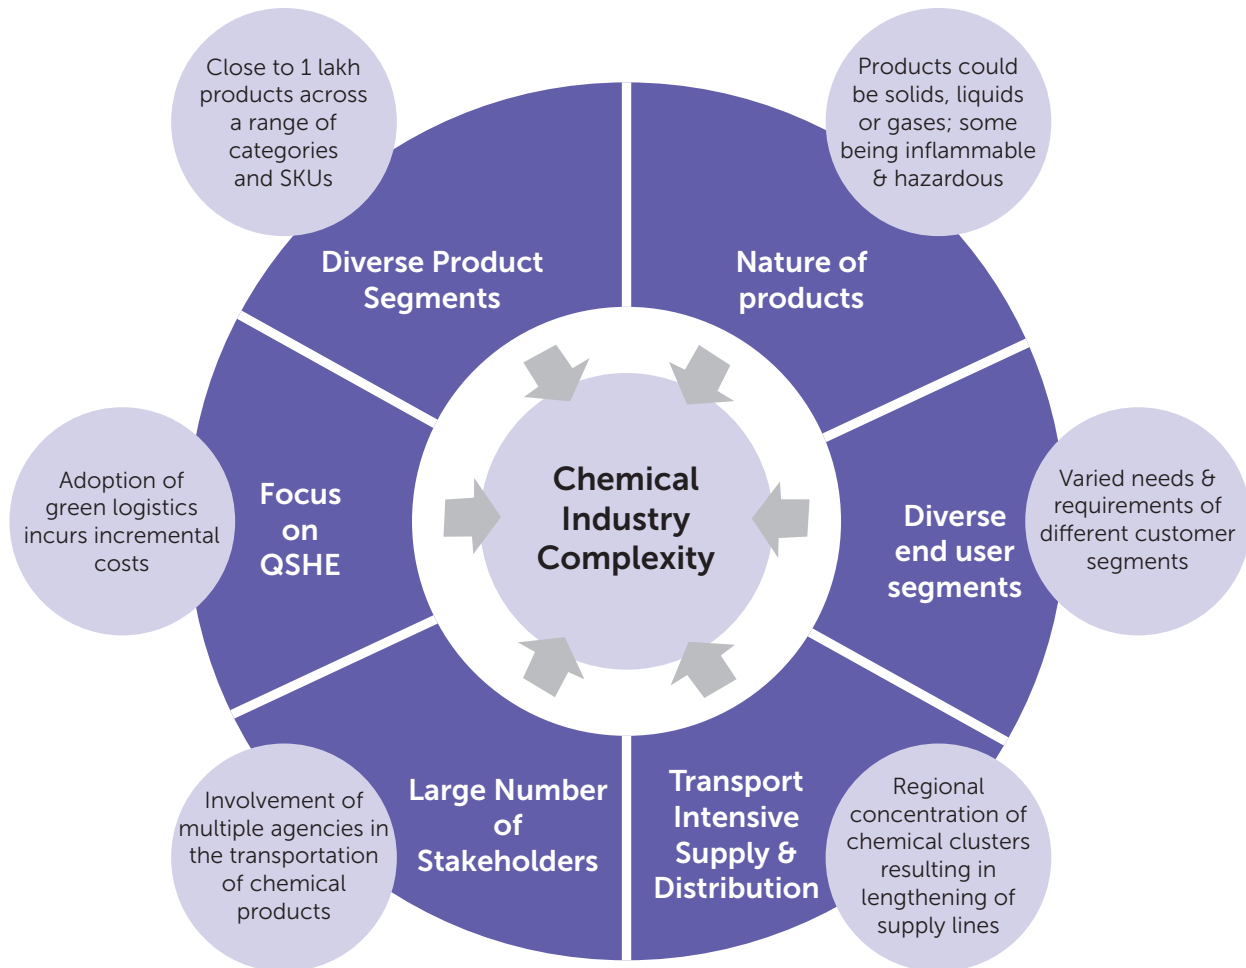 Close to 1 lakh
products across
a range of
categories
and SKUs
Products could
be solids, liquids
or gases; some
being inflammable
& hazardous
Diverse Product
Segments
Nature of
products
Adoption of
green logistics
incurs incremental
costs
Focus
on
QSHE
Chemical
Industry
Complexity
Diverse
end user
segments
Varied needs &
requirements of
different customer
segments
Involvement of
multiple agencies in
the transportation
of chemical
products
Large Number
of
Stakeholders
Transport
Intensive
Supply &
Distribution
Regional
concentration of
chemical clusters
resulting in
lengthening of
supply lines